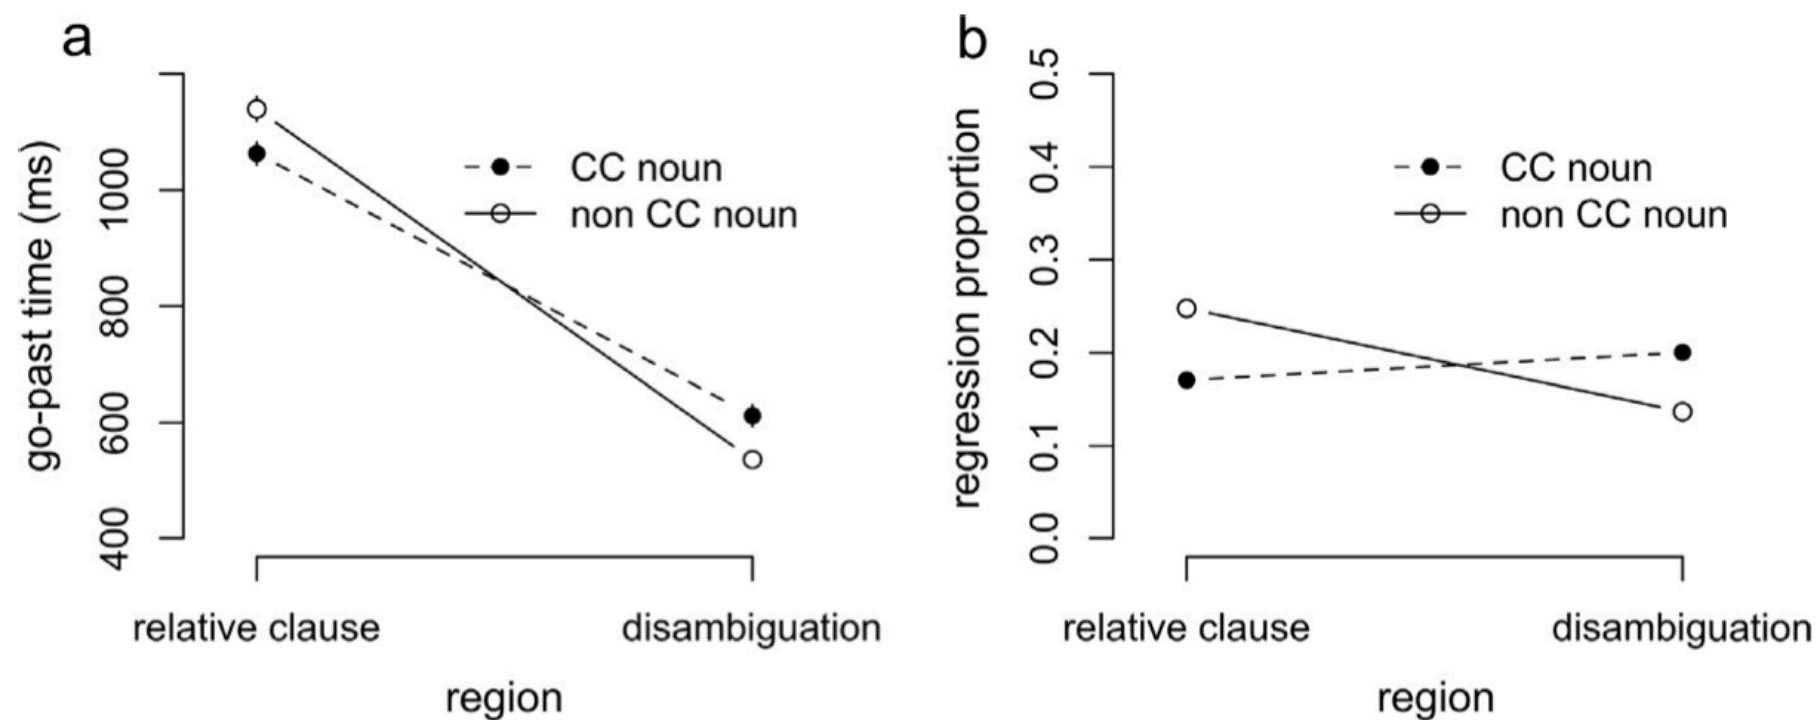 a
go-past time (ms)
1000
800
600
400
CC noun
non CC noun
relative clause
disambiguation
region
b
regression proportion
0.5
0.4
0.3
0.2
0.1
0.0
CC noun
non CC noun
relative clause
disambiguation
region